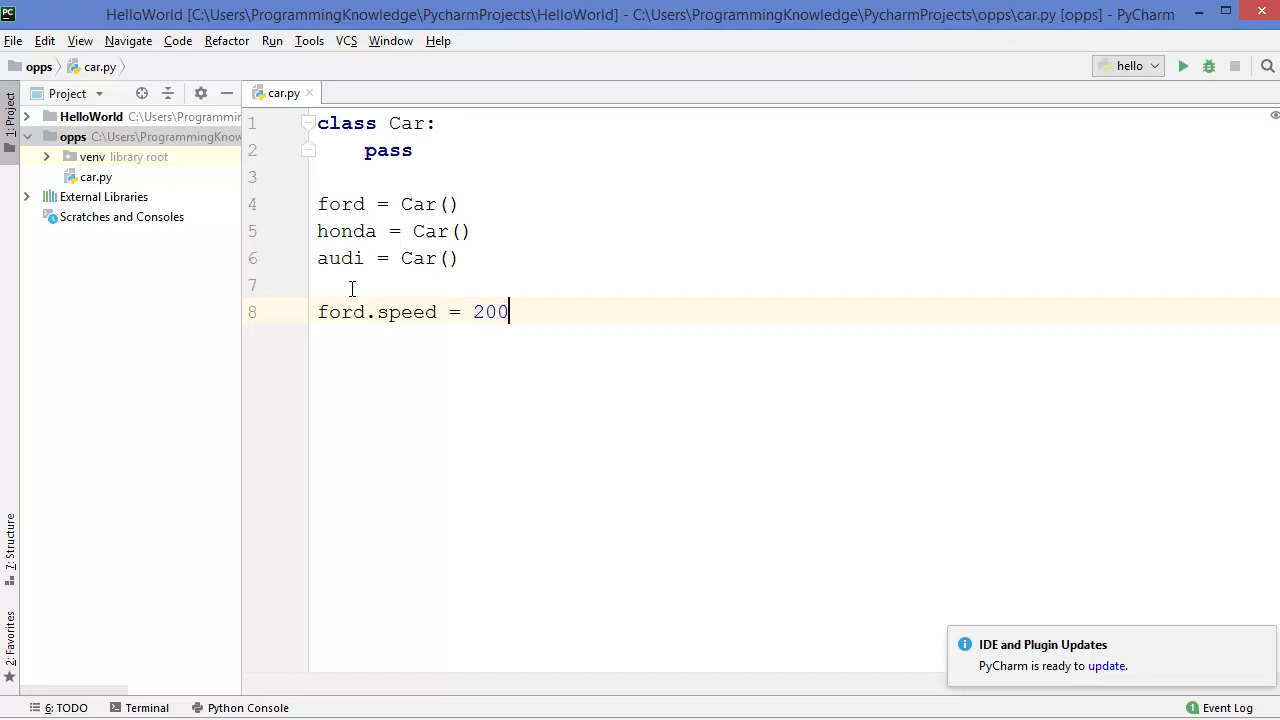 PC HelloWorld [C:\Users\ProgrammingKnowledge\PycharmProjects\HelloWorld] - C:\Users\ProgrammingKnowledge\PycharmProjects\opps\car.py [opps] - PyCharm
File Edit View Navigate Code Refactor Run Tools VCS Window Help
opps car.py hello
1: Project
Project car.py
HelloWorld C:\Users\Programmin
opps C:\Users\ProgrammingKnow
venv library root
car.py
External Libraries
Scratches and Consoles
1 class Car:
2 pass
3
4 ford = Car()
5 honda = Car()
6 audi = Car()
7
8 ford.speed = 200
7: Structure
2: Favorites
IDE and Plugin Updates
PyCharm is ready to update.
6: TODO Terminal Python Console 1 Event Log